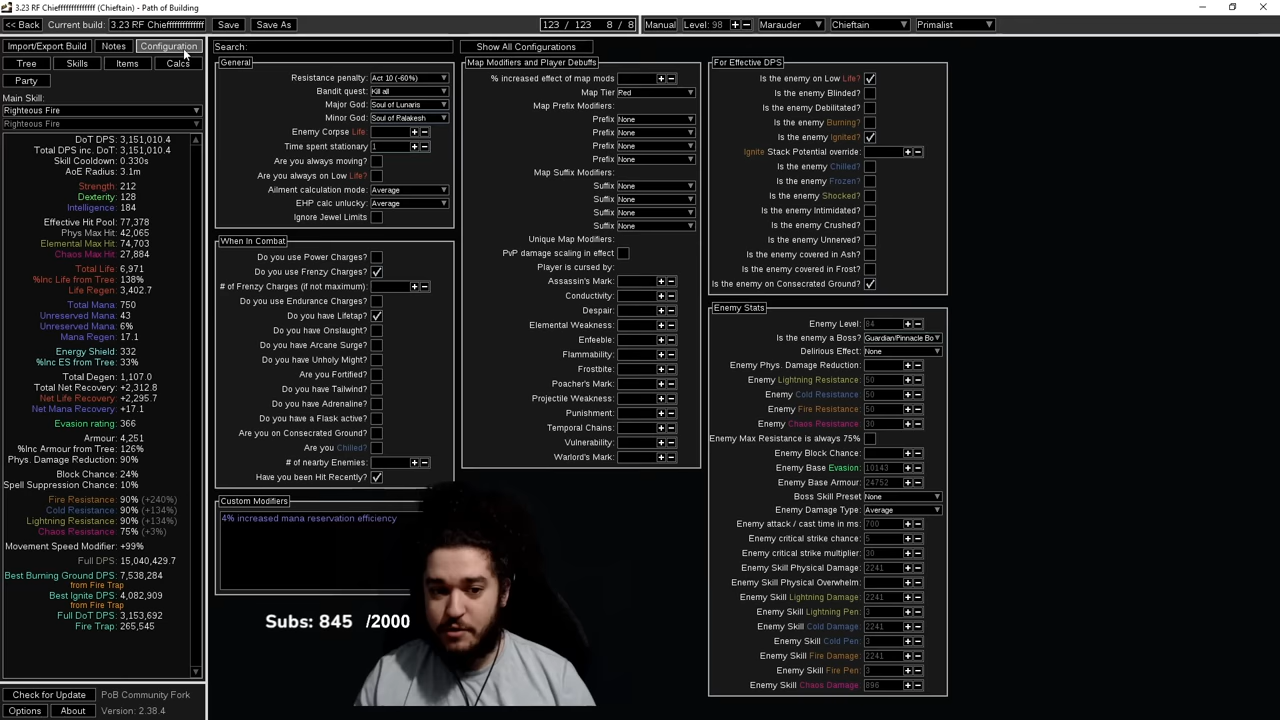 3.23 RF Chieffffffffffffff (Chieftain) - Path of Building
<< Back Current build: 3.23 RF Chieffffffffffffff Save Save As 123 / 123 8 / 8 Manual Level: 98 Marauder Chieftain Primalist
Import/Export Build Notes Configuration
Tree Skills Items Calcs
Party
Main Skill:
Righteous Fire
Righteous Fire
DoT DPS: 3,151,010.4
Total DPS inc. DoT: 3,151,010.4
Skill Cooldown: 0.330s
AoE Radius: 3.1m
Strength: 212
Dexterity: 128
Intelligence: 184
Effective Hit Pool: 77,378
Phys Max Hit: 42,065
Elemental Max Hit: 74,703
Chaos Max Hit: 27,884
Total Life: 6,971
%Inc Life from Tree: 138%
Life Regen: 3,402.7
Total Mana: 750
Unreserved Mana: 43
Unreserved Mana: 6%
Mana Regen: 17.1
Energy Shield: 332
%Inc ES from Tree: 33%
Total Degen: 1,107.0
Total Net Recovery: +2,312.8
Net Life Recovery: +2,295.7
Net Mana Recovery: +17.1
Evasion rating: 366
Armour: 4,251
%Inc Armour from Tree: 126%
Phys. Damage Reduction: 90%
Block Chance: 24%
Spell Suppression Chance: 10%
Fire Resistance: 90% (+240%)
Cold Resistance: 90% (+134%)
Lightning Resistance: 90% (+134%)
Chaos Resistance: 75% (+3%)
Movement Speed Modifier: +99%
Full DPS: 15,040,429.7
Best Burning Ground DPS: 7,538,284
from Fire Trap
Best Ignite DPS: 4,082,909
from Fire Trap
Full DoT DPS: 3,153,692
Fire Trap: 265,545
Check for Update PoB Community Fork
Options About Version: 2.38.4
Search: Show All Configurations
General
Resistance penalty: Act 10 (-60%)
Bandit quest: Kill all
Major God: Soul of Lunaris
Minor God: Soul of Ralakesh
Enemy Corpse Life: + -
Time spent stationary 1 + -
Are you always moving?
Are you always on Low Life?
Ailment calculation mode: Average
EHP calc unlucky: Average
Ignore Jewel Limits
When In Combat
Do you use Power Charges?
Do you use Frenzy Charges?
# of Frenzy Charges (if not maximum): + -
Do you use Endurance Charges?
Do you have Lifetap?
Do you have Onslaught?
Do you have Arcane Surge?
Do you have Unholy Might?
Are you Fortified?
Do you have Tailwind?
Do you have Adrenaline?
Do you have a Flask active?
Are you on Consecrated Ground?
Are you Chilled?
# of nearby Enemies: + -
Have you been Hit Recently?
Custom Modifiers
4% increased mana reservation efficiency
Subs: 845 /2000
Map Modifiers and Player Debuffs
% increased effect of map mods + -
Map Tier Red
Map Prefix Modifiers:
Prefix None
Prefix None
Prefix None
Prefix None
Map Suffix Modifiers:
Suffix None
Suffix None
Suffix None
Suffix None
Unique Map Modifiers:
PvP damage scaling in effect
Player is cursed by:
Assassin's Mark: + -
Conductivity: + -
Despair: + -
Elemental Weakness: + -
Enfeeble: + -
Flammability: + -
Frostbite: + -
Poacher's Mark: + -
Projectile Weakness: + -
Punishment: + -
Temporal Chains: + -
Vulnerability: + -
Warlord's Mark: + -
For Effective DPS
Is the enemy on Low Life?
Is the enemy Blinded?
Is the enemy Debilitated?
Is the enemy Burning?
Is the enemy Ignited?
Ignite Stack Potential override: + -
Is the enemy Chilled?
Is the enemy Frozen?
Is the enemy Shocked?
Is the enemy Intimidated?
Is the enemy Crushed?
Is the enemy Unnerved?
Is the enemy covered in Ash?
Is the enemy covered in Frost?
Is the enemy on Consecrated Ground?
Enemy Stats
Enemy Level: 84 + -
Is the enemy a Boss? Guardian/Pinnacle Bo
Delirious Effect: None
Enemy Phys. Damage Reduction: + -
Enemy Lightning Resistance: 50 + -
Enemy Cold Resistance: 50 + -
Enemy Fire Resistance: 50 + -
Enemy Chaos Resistance: 30 + -
Enemy Max Resistance is always 75%
Enemy Block Chance: + -
Enemy Base Evasion: 10143 + -
Enemy Base Armour: 24752 + -
Boss Skill Preset None
Enemy Damage Type: Average
Enemy attack / cast time in ms: 700 + -
Enemy critical strike chance: 5 + -
Enemy critical strike multiplier: 30 + -
Enemy Skill Physical Damage: 2241 + -
Enemy Skill Physical Overwhelm: + -
Enemy Skill Lightning Damage: 2241 + -
Enemy Skill Lightning Pen: 3 + -
Enemy Skill Cold Damage: 2241 + -
Enemy Skill Cold Pen: 3 + -
Enemy Skill Fire Damage: 2241 + -
Enemy Skill Fire Pen: 3 + -
Enemy Skill Chaos Damage: 896 + -